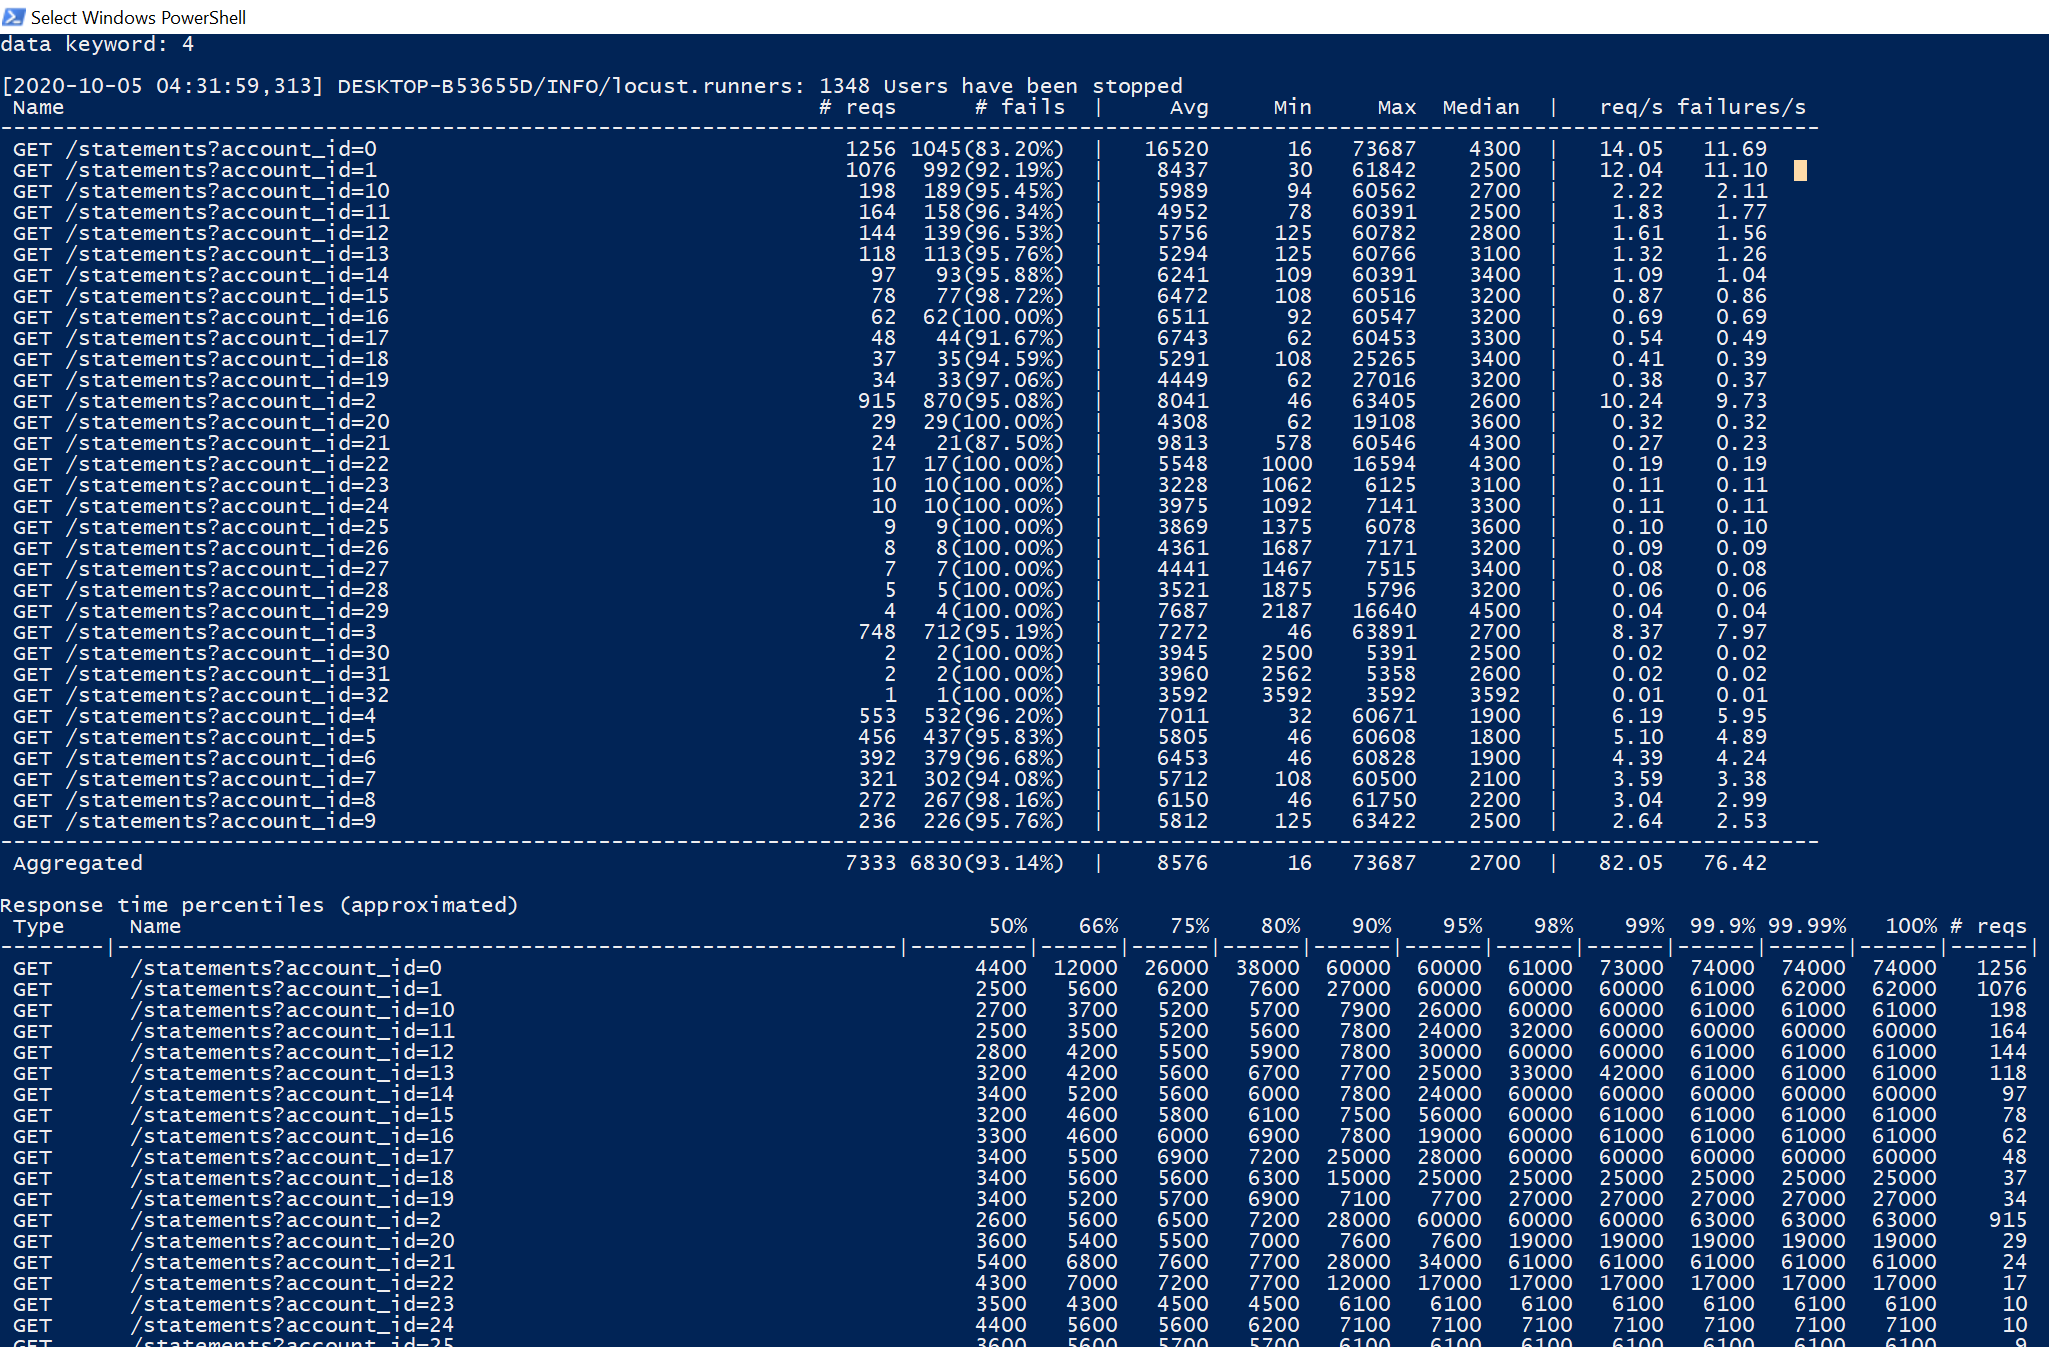 Select Windows PowerShell
data keyword: 4
[2020-10-05 04:31:59,313] DESKTOP-B53655D/INFO/locust.runners: 1348 Users have been stopped
Name # reqs # fails | Avg Min Max Median | req/s failures/s
GET /statements?account_id=0 1256 1045(83.20%) | 16520 16 73687 4300 | 14.05 11.69
GET /statements?account_id=1 1076 992(92.19%) | 8437 30 61842 2500 | 12.04 11.10
GET /statements?account_id=10 198 189(95.45%) | 5989 94 60562 2700 | 2.22 2.11
GET /statements?account_id=11 164 158(96.34%) | 4952 78 60391 2500 | 1.83 1.77
GET /statements?account_id=12 144 139(96.53%) | 5756 125 60782 2800 | 1.61 1.56
GET /statements?account_id=13 118 113(95.76%) | 5294 125 60766 3100 | 1.32 1.26
GET /statements?account_id=14 97 93(95.88%) | 6241 109 60391 3400 | 1.09 1.04
GET /statements?account_id=15 78 77(98.72%) | 6472 108 60516 3200 | 0.87 0.86
GET /statements?account_id=16 62 62(100.00%) | 6511 92 60547 3200 | 0.69 0.69
GET /statements?account_id=17 48 44(91.67%) | 6743 62 60453 3300 | 0.54 0.49
GET /statements?account_id=18 37 35(94.59%) | 5291 108 25265 3400 | 0.41 0.39
GET /statements?account_id=19 34 33(97.06%) | 4449 62 27016 3200 | 0.38 0.37
GET /statements?account_id=2 915 870(95.08%) | 8041 46 63405 2600 | 10.24 9.73
GET /statements?account_id=20 29 29(100.00%) | 4308 62 19108 3600 | 0.32 0.32
GET /statements?account_id=21 24 21(87.50%) | 9813 578 60546 4300 | 0.27 0.23
GET /statements?account_id=22 17 17(100.00%) | 5548 1000 16594 4300 | 0.19 0.19
GET /statements?account_id=23 10 10(100.00%) | 3228 1062 6125 3100 | 0.11 0.11
GET /statements?account_id=24 10 10(100.00%) | 3975 1092 7141 3300 | 0.11 0.11
GET /statements?account_id=25 9 9(100.00%) | 3869 1375 6078 3600 | 0.10 0.10
GET /statements?account_id=26 8 8(100.00%) | 4361 1687 7171 3200 | 0.09 0.09
GET /statements?account_id=27 7 7(100.00%) | 4441 1467 7515 3400 | 0.08 0.08
GET /statements?account_id=28 5 5(100.00%) | 3521 1875 5796 3200 | 0.06 0.06
GET /statements?account_id=29 4 4(100.00%) | 7687 2187 16640 4500 | 0.04 0.04
GET /statements?account_id=3 748 712(95.19%) | 7272 46 63891 2700 | 8.37 7.97
GET /statements?account_id=30 2 2(100.00%) | 3945 2500 5391 2500 | 0.02 0.02
GET /statements?account_id=31 2 2(100.00%) | 3960 2562 5358 2600 | 0.02 0.02
GET /statements?account_id=32 1 1(100.00%) | 3592 3592 3592 3592 | 0.01 0.01
GET /statements?account_id=4 553 532(96.20%) | 7011 32 60671 1900 | 6.19 5.95
GET /statements?account_id=5 456 437(95.83%) | 5805 46 60608 1800 | 5.10 4.89
GET /statements?account_id=6 392 379(96.68%) | 6453 46 60828 1900 | 4.39 4.24
GET /statements?account_id=7 321 302(94.08%) | 5712 108 60500 2100 | 3.59 3.38
GET /statements?account_id=8 272 267(98.16%) | 6150 46 61750 2200 | 3.04 2.99
GET /statements?account_id=9 236 226(95.76%) | 5812 125 63422 2500 | 2.64 2.53
Aggregated 7333 6830(93.14%) | 8576 16 73687 2700 | 82.05 76.42
Response time percentiles (approximated)
Type Name 50% 66% 75% 80% 90% 95% 98% 99% 99.9% 99.99% 100% # reqs
GET /statements?account_id=0 4400 12000 26000 38000 60000 60000 61000 73000 74000 74000 74000 1256
GET /statements?account_id=1 2500 5600 6200 7600 27000 60000 60000 60000 61000 62000 62000 1076
GET /statements?account_id=10 2700 3700 5200 5700 7900 26000 60000 60000 61000 61000 61000 198
GET /statements?account_id=11 2500 3500 5200 5600 7800 24000 32000 60000 60000 60000 60000 164
GET /statements?account_id=12 2800 4200 5500 5900 7800 30000 60000 60000 61000 61000 61000 144
GET /statements?account_id=13 3200 4200 5600 6700 7700 25000 33000 42000 61000 61000 61000 118
GET /statements?account_id=14 3400 5200 5600 6000 7800 24000 60000 60000 60000 60000 60000 97
GET /statements?account_id=15 3200 4600 5800 6100 7500 56000 60000 61000 61000 61000 61000 78
GET /statements?account_id=16 3300 4600 6000 6900 7800 19000 60000 61000 61000 61000 61000 62
GET /statements?account_id=17 3400 5500 6900 7200 25000 28000 60000 60000 60000 60000 60000 48
GET /statements?account_id=18 3400 5600 5600 6300 15000 25000 25000 25000 25000 25000 25000 37
GET /statements?account_id=19 3400 5200 5700 6900 7100 7700 27000 27000 27000 27000 27000 34
GET /statements?account_id=2 2600 5600 6500 7200 28000 60000 60000 60000 63000 63000 63000 915
GET /statements?account_id=20 3600 5400 5500 7000 7600 7600 19000 19000 19000 19000 19000 29
GET /statements?account_id=21 5400 6800 7600 7700 28000 34000 61000 61000 61000 61000 61000 24
GET /statements?account_id=22 4300 7000 7200 7700 12000 17000 17000 17000 17000 17000 17000 17
GET /statements?account_id=23 3500 4300 4500 4500 6100 6100 6100 6100 6100 6100 6100 10
GET /statements?account_id=24 4400 5600 5600 6200 7100 7100 7100 7100 7100 7100 7100 10
GET /statements?account_id=25 3600 5600 5700 5700 6100 6100 6100 6100 6100 6100 6100 9